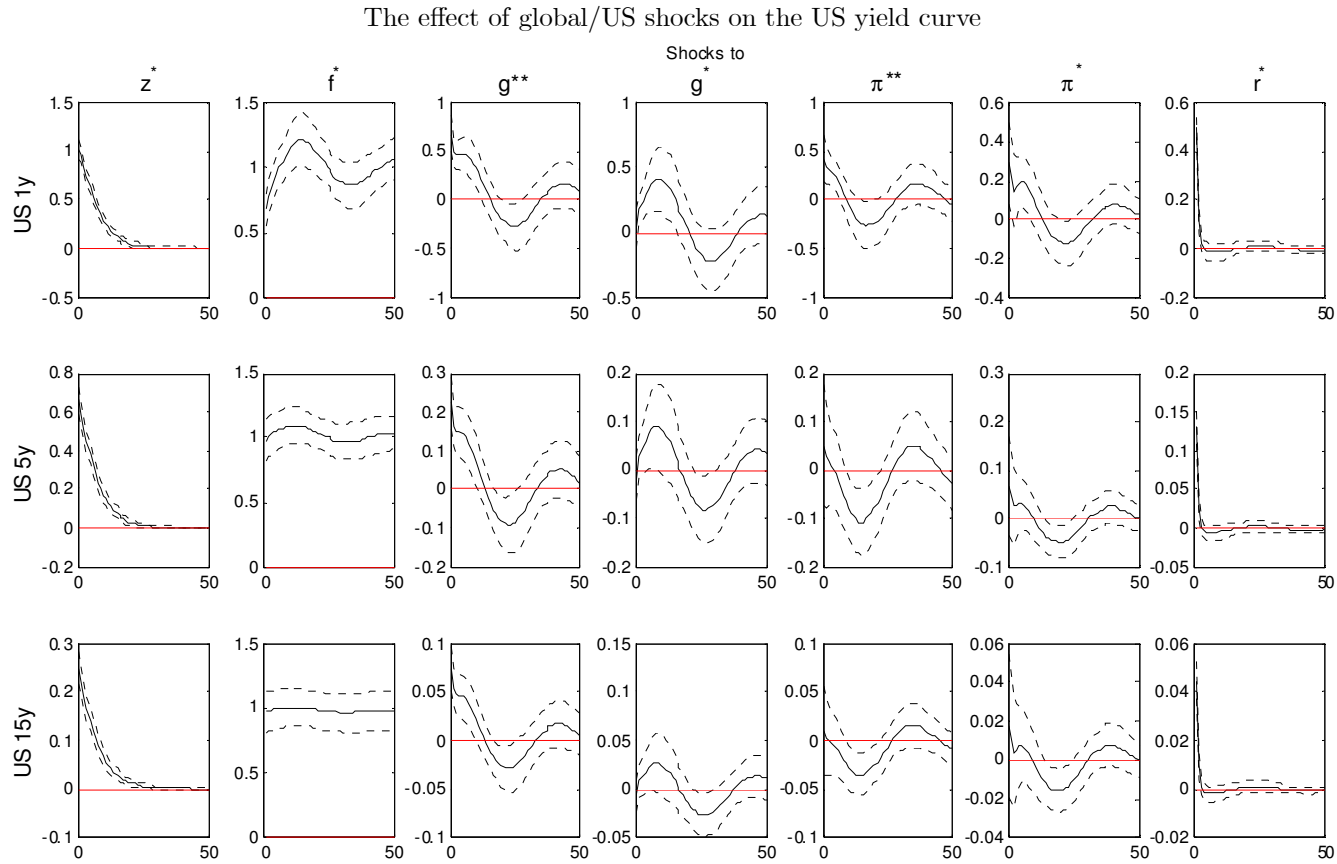 The effect of global/US shocks on the US yield curve
Shocks to
z* f* g** g* π** π* r*
US 1y
1.5 1 0.5 0 -0.5
1.5 1 0.5 0
1 0.5 0 -0.5 -1
1 0.5 0 -0.5
1 0.5 0 -0.5 -1
0.6 0.4 0.2 0 -0.2 -0.4
0.6 0.4 0.2 0 -0.2
0 50 0 50 0 50 0 50 0 50 0 50 0 50
US 5y
0.8 0.6 0.4 0.2 0 -0.2
1.5 1 0.5 0
0.3 0.2 0.1 0 -0.1 -0.2
0.2 0.1 0 -0.1 -0.2
0.2 0.1 0 -0.1 -0.2
0.3 0.2 0.1 0 -0.1
0.2 0.15 0.1 0.05 0 -0.05
0 50 0 50 0 50 0 50 0 50 0 50 0 50
US 15y
0.3 0.2 0.1 0 -0.1
1.5 1 0.5 0
0.1 0.05 0 -0.05 -0.1
0.1 0.05 0 -0.05
0.1 0.05 0 -0.05 -0.1
0.06 0.04 0.02 0 -0.02 -0.04
0.06 0.04 0.02 0 -0.02
0 50 0 50 0 50 0 50 0 50 0 50 0 50